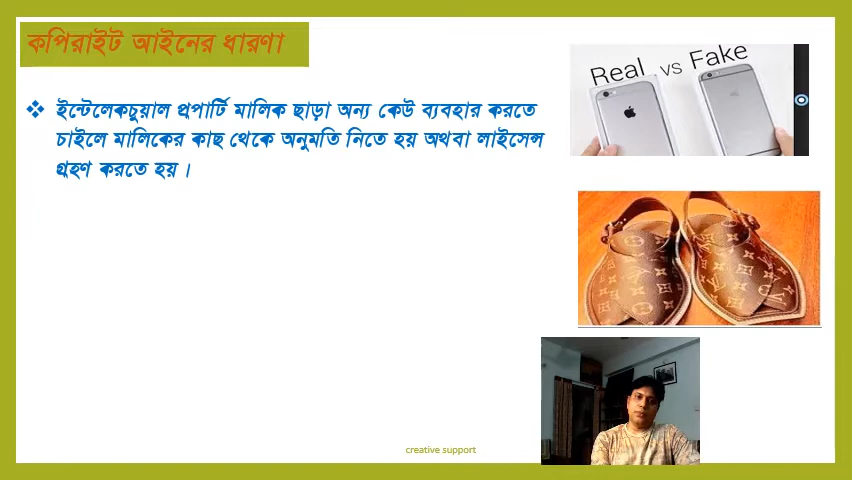 কপিরাইট আইনের ধারণা
❖ ইন্টেলেকচুয়াল প্রপার্টি মালিক ছাড়া অন্য কেউ ব্যবহার করতে
চাইলে মালিকের কাছ থেকে অনুমতি নিতে হয় অথবা লাইসেন্স
গ্রহণ করতে হয় ।
Real vs Fake
creative support